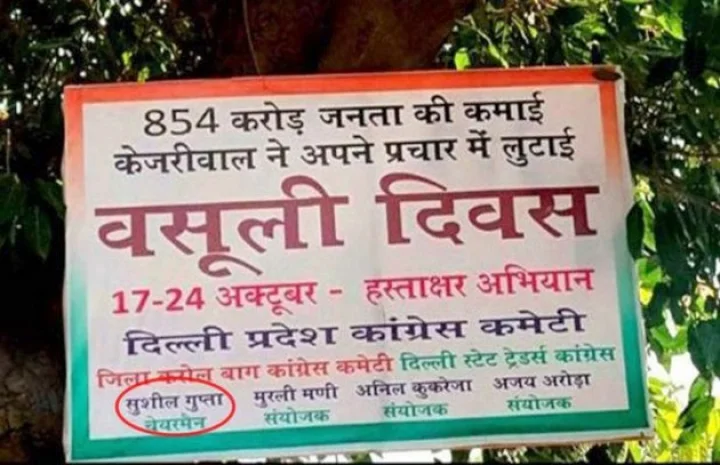 854 करोड़ जनता की कमाई
केजरीवाल ने अपने प्रचार में लुटाई
वसूली दिवस
17-24 अक्टूबर - हस्ताक्षर अभियान
दिल्ली प्रदेश कांग्रेस कमेटी
जिला करोल बाग कांग्रेस कमेटी दिल्ली स्टेट ट्रेडर्स कांग्रेस
सुशील गुप्ता मुरली मणी अनिल कुकरेजा अजय अरोड़ा
चेयरमैन संयोजक संयोजक संयोजक